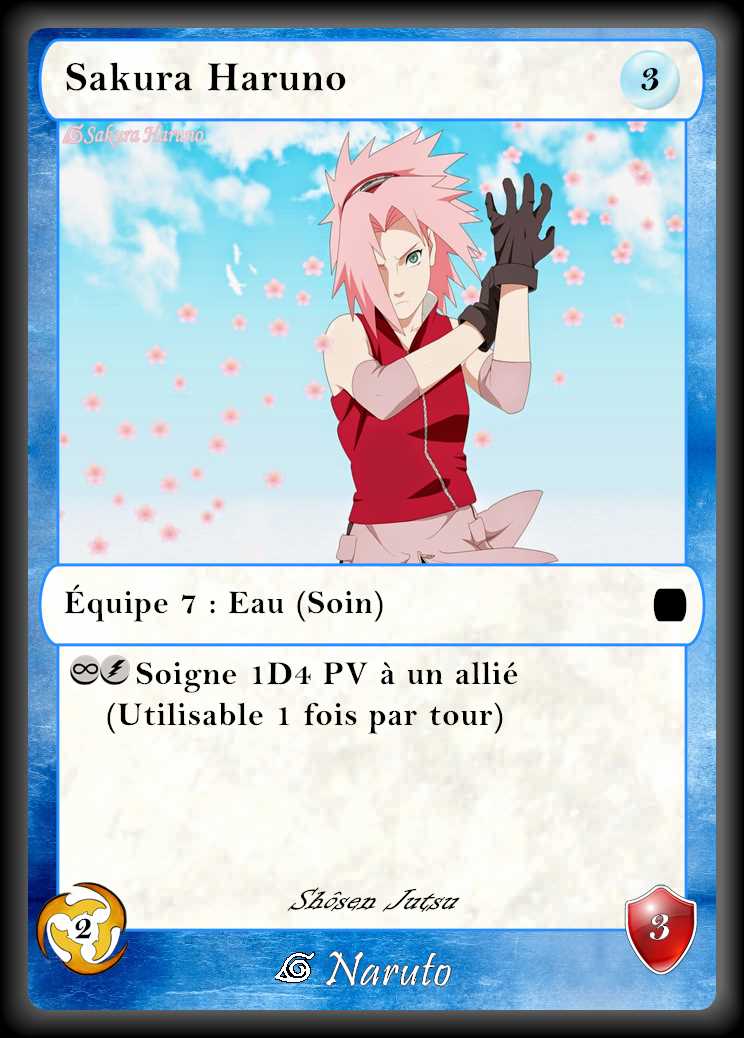 Sakura Haruno
3
Sakura Haruno
Équipe 7 : Eau (Soin)
Soigne 1D4 PV à un allié
(Utilisable 1 fois par tour)
Shôsen Jutsu
2
3
Naruto